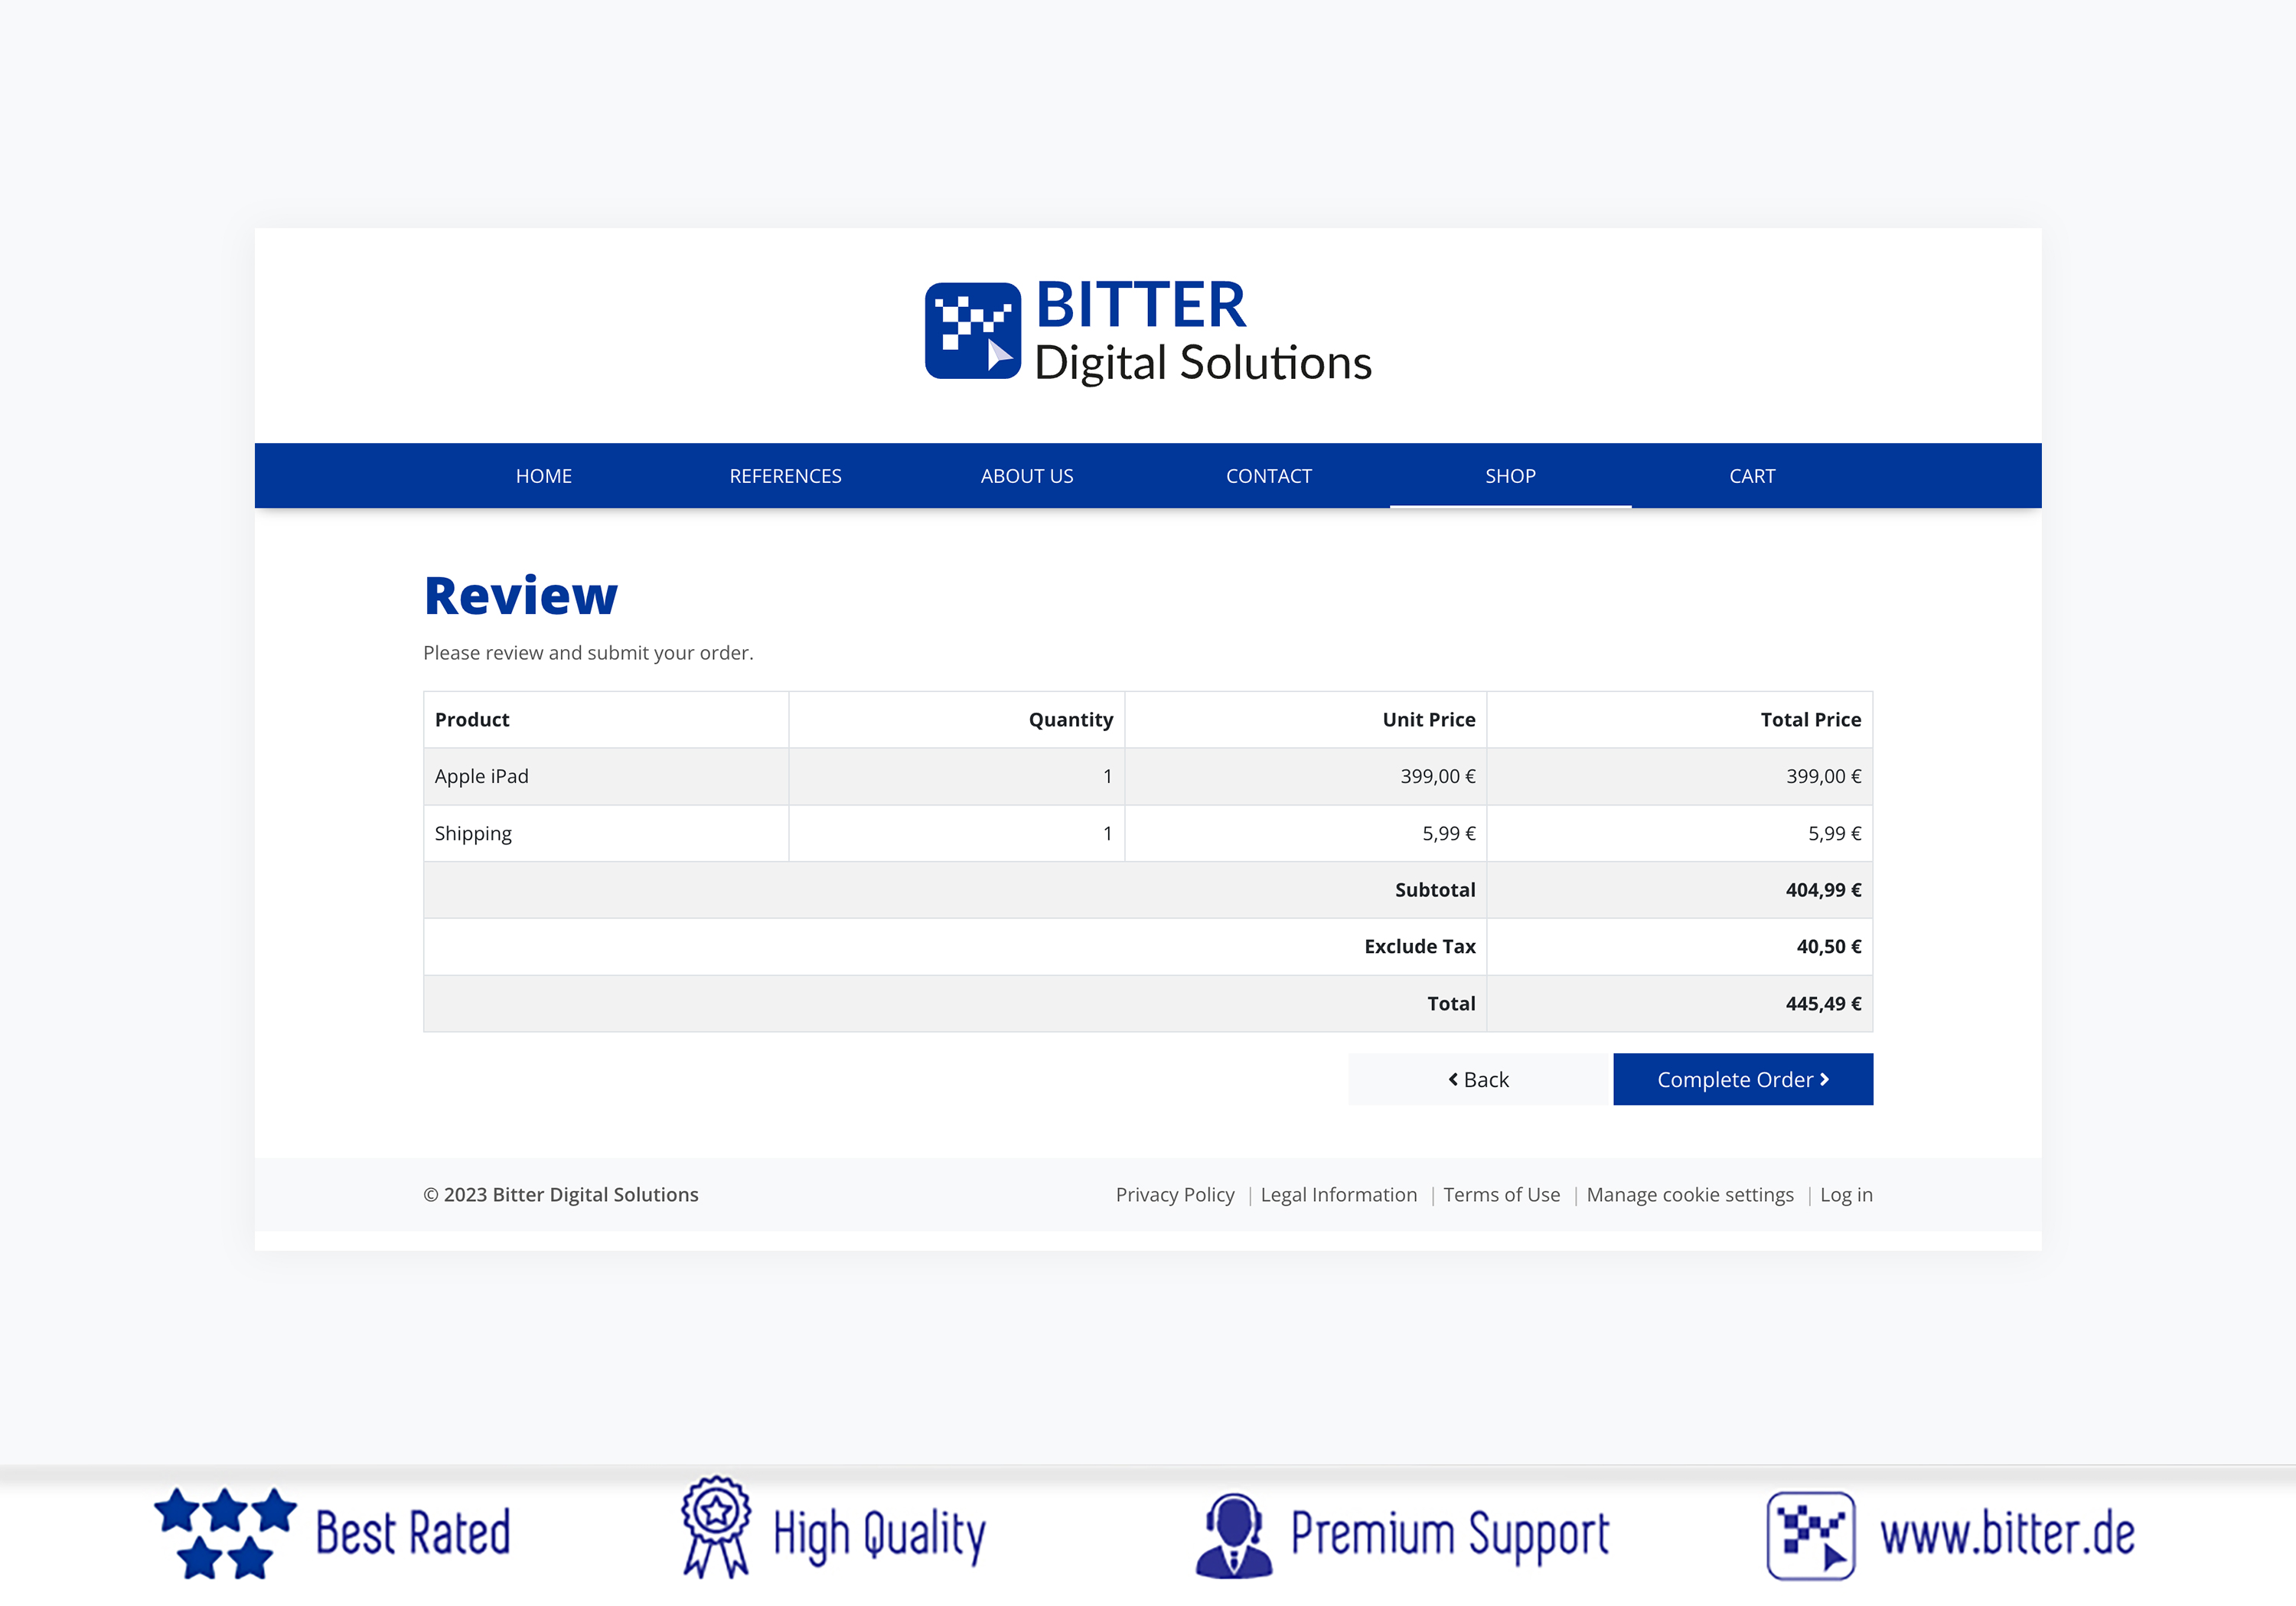 BITTER
Digital Solutions
HOME REFERENCES ABOUT US CONTACT SHOP CART
Review
Please review and submit your order.
Product Quantity Unit Price Total Price
Apple iPad 1 399,00 € 399,00 €
Shipping 1 5,99 € 5,99 €
Subtotal 404,99 €
Exclude Tax 40,50 €
Total 445,49 €
Back Complete Order
© 2023 Bitter Digital Solutions Privacy Policy | Legal Information | Terms of Use | Manage cookie settings | Log in
Best Rated High Quality Premium Support www.bitter.de